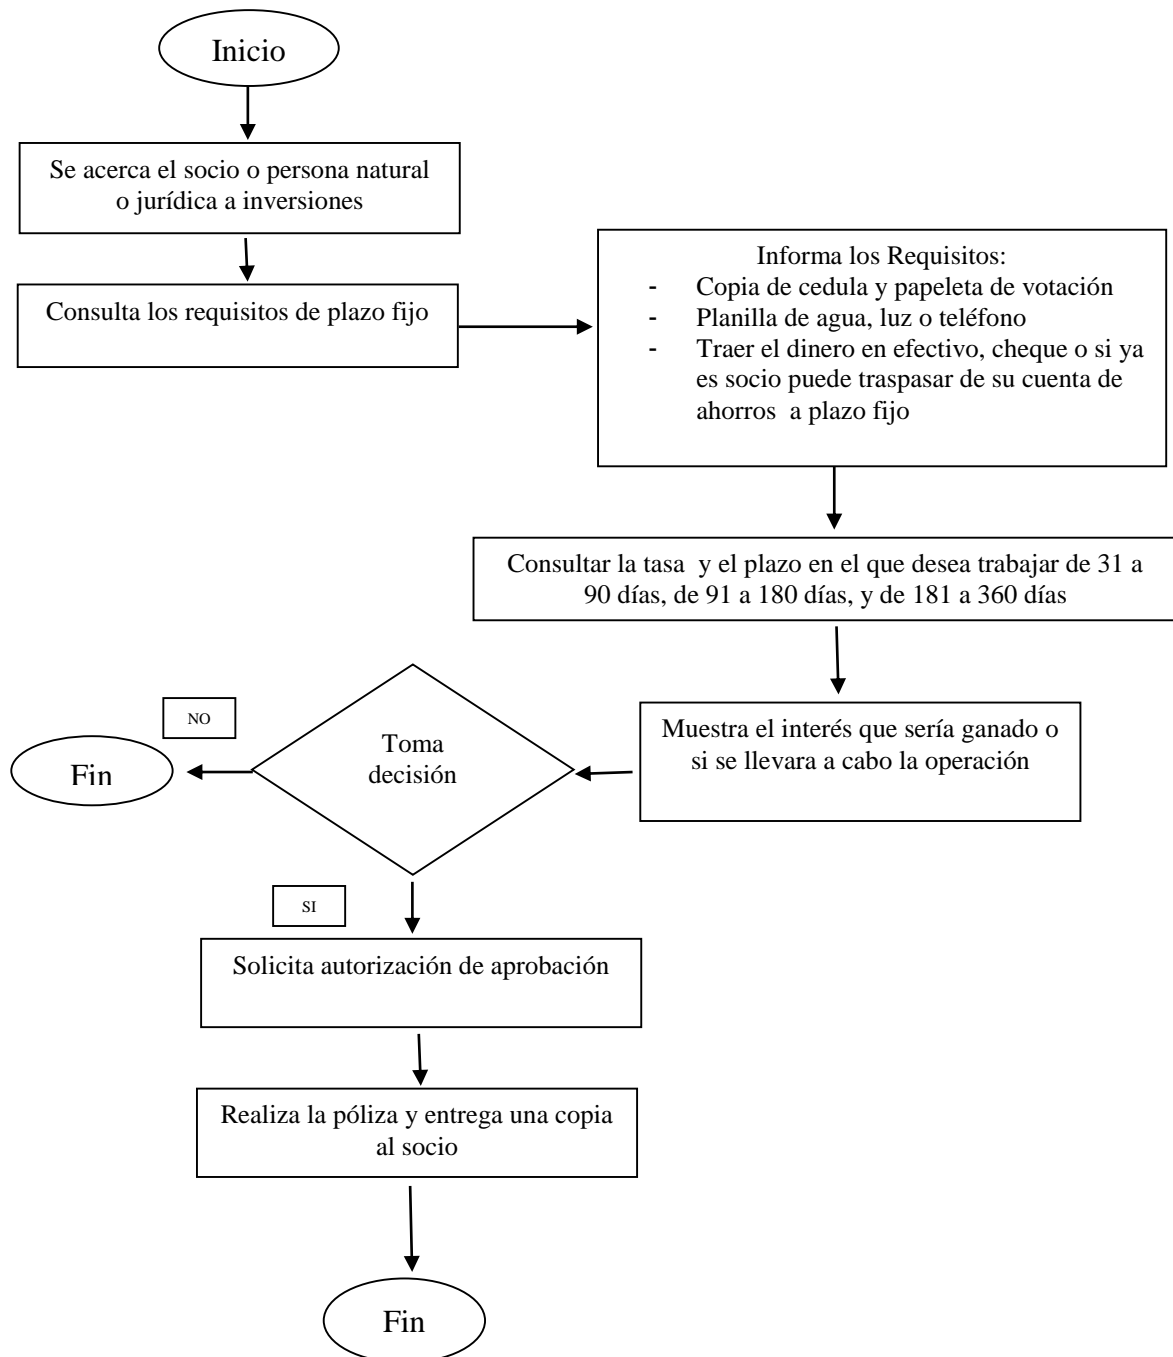 Inicio
Se acerca el socio o persona natural
o jurídica a inversiones
Consulta los requisitos de plazo fijo
Informa los Requisitos:
- Copia de cedula y papeleta de votación
- Planilla de agua, luz o teléfono
- Traer el dinero en efectivo, cheque o si ya
es socio puede traspasar de su cuenta de
ahorros a plazo fijo
Consultar la tasa y el plazo en el que desea trabajar de 31 a
90 días, de 91 a 180 días, y de 181 a 360 días
Muestra el interés que sería ganado o
si se llevara a cabo la operación
Toma
decisión
NO
Fin
SI
Solicita autorización de aprobación
Realiza la póliza y entrega una copia
al socio
Fin